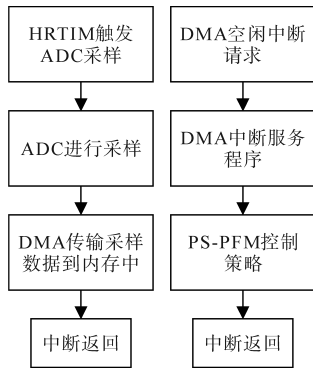 HRTIM触发
ADC采样
ADC进行采样
DMA传输采样
数据到内存中
中断返回
DMA空闲中断
请求
DMA中断服务
程序
PS-PFM控制
策略
中断返回